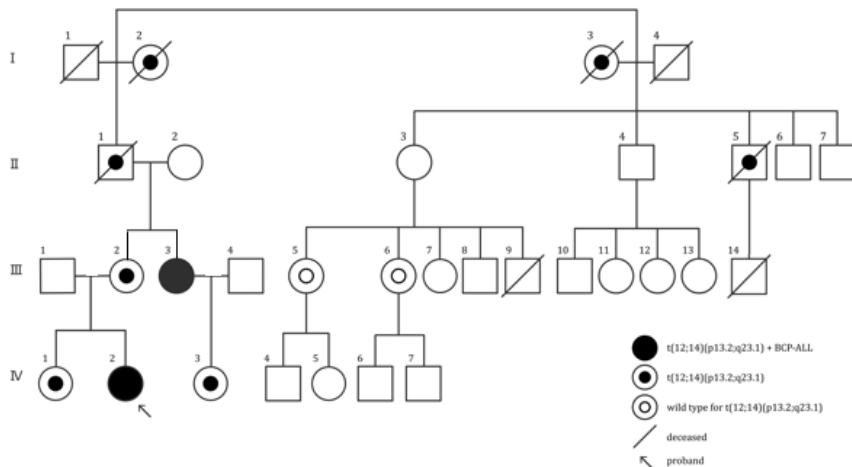 1 2 3 4
I
1 2 3 4 5 6 7
II
1 2 3 4 5 6 7 8 9 10 11 12 13 14
III
1 2 3 4 5 6 7
IV
t(12;14)(p13.2;q23.1) + BCP-ALL
t(12;14)(p13.2;q23.1)
wild type for t(12;14)(p13.2;q23.1)
deceased
proband